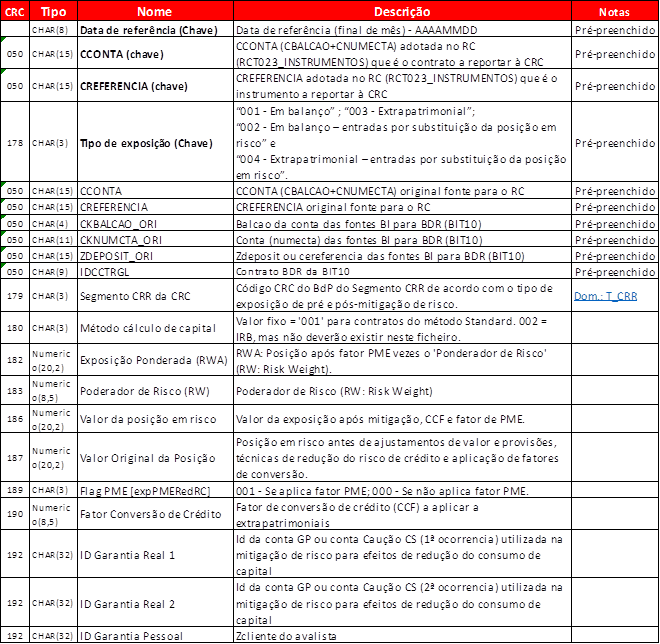 CRC Tipo Nome Descrição Notas
CHAR(8) Data de referência (Chave) Data de referência (final de mês) - AAAAMMDD Pré-preenchido
050 CHAR(15) CCONTA (chave) CCONTA (CBALCAO+CNUMECTA) adotada no RC
(RCT023_INSTRUMENTOS) que é o contrato a reportar à CRC Pré-preenchido
050 CHAR(15) CREFERENCIA (chave) CREFERENCIA adotada no RC (RCT023_INSTRUMENTOS) que é o
instrumento a reportar à CRC Pré-preenchido
178 CHAR(3) Tipo de exposição (Chave) "001 - Em balanço" ; "003 - Extrapatrimonial";
"002 - Em balanço – entradas por substituição da posição em
risco" e Pré-preenchido
"004 - Extrapatrimonial – entradas por substituição da posição
em risco".
050 CHAR(15) CCONTA CCONTA (CBALCAO+CNUMECTA) original fonte para o RC Pré-preenchido
050 CHAR(15) CREFERENCIA CREFERENCIA original fonte para o RC Pré-preenchido
050 CHAR(4) CKBALCAO_ORI Balcao da conta das fontes BI para BDR (BIT10) Pré-preenchido
050 CHAR(11) CKNUMCTA_ORI Conta (numecta) das fontes BI para BDR (BIT10) Pré-preenchido
050 CHAR(15) ZDEPOSIT_ORI Zdeposit ou cereferencia das fontes BI para BDR (BIT10) Pré-preenchido
050 CHAR(9) IDCCTRGL Contrato BDR da BIT10 Pré-preenchido
179 CHAR(3) Segmento CRR da CRC Código CRC do BdP do Segmento CRR de acordo com o tipo de
exposição de pré e pós-mitigação de risco. Dom.: T_CRR
180 CHAR(3) Método cálculo de capital Valor fixo = '001' para contratos do método Standard. 002 =
IRB, mas não deverão existir neste ficheiro.
182 Numeric
o(20,2) Exposição Ponderada (RWA) RWA: Posição após fator PME vezes o 'Ponderador de Risco'
(RW: Risk Weight).
183 Numeric
o(8,5) Poderador de Risco (RW) Poderador de Risco (RW: Risk Weight)
186 Numeric
o(20,2) Valor da posição em risco Valor da exposição após mitigação, CCF e fator de PME.
187 Numeric
o(20,2) Valor Original da Posição Posição em risco antes de ajustamentos de valor e provisões,
técnicas de redução do risco de crédito e aplicação de fatores
de conversão.
189 CHAR(3) Flag PME [expPMERedRC] 001 - Se aplica fator PME; 000 - Se não aplica fator PME.
190 Numeric
o(8,5) Fator Conversão de Crédito Fator de conversão de crédito (CCF) a aplicar a
extrapatrimoniais
192 CHAR(32) ID Garantia Real 1 Id da conta GP ou conta Caução CS (1ª ocorrencia) utilizada na
mitigação de risco para efeitos de redução do consumo de
capital
192 CHAR(32) ID Garantia Real 2 Id da conta GP ou conta Caução CS (2ª ocorrencia) utilizada na
mitigação de risco para efeitos de redução do consumo de
capital
192 CHAR(32) ID Garantia Pessoal Zcliente do avalista